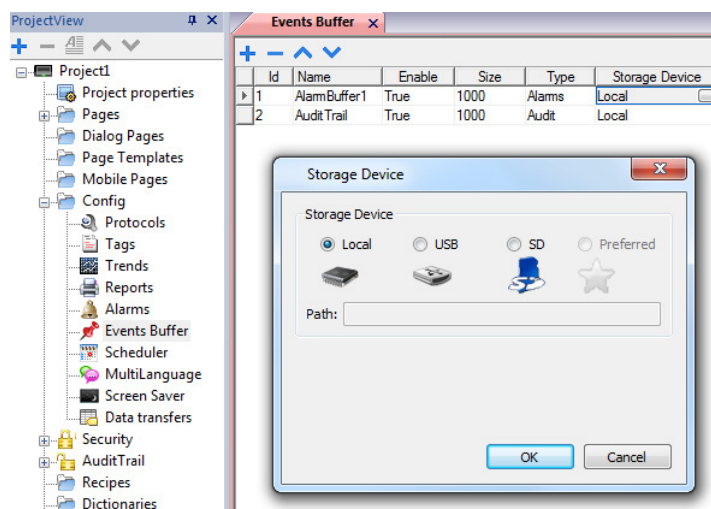 ProjectView
Project1
Project properties
Pages
Dialog Pages
Page Templates
Mobile Pages
Config
Protocols
Tags
Trends
Reports
Alarms
Events Buffer
Scheduler
MultiLanguage
Screen Saver
Data transfers
Security
AuditTrail
Recipes
Dictionaries
Events Buffer
Id Name Enable Size Type Storage Device
1 AlarmBuffer1 True 1000 Alarms Local
2 AuditTrail True 1000 Audit Local
Storage Device
Storage Device
Local USB SD Preferred
Path:
OK Cancel